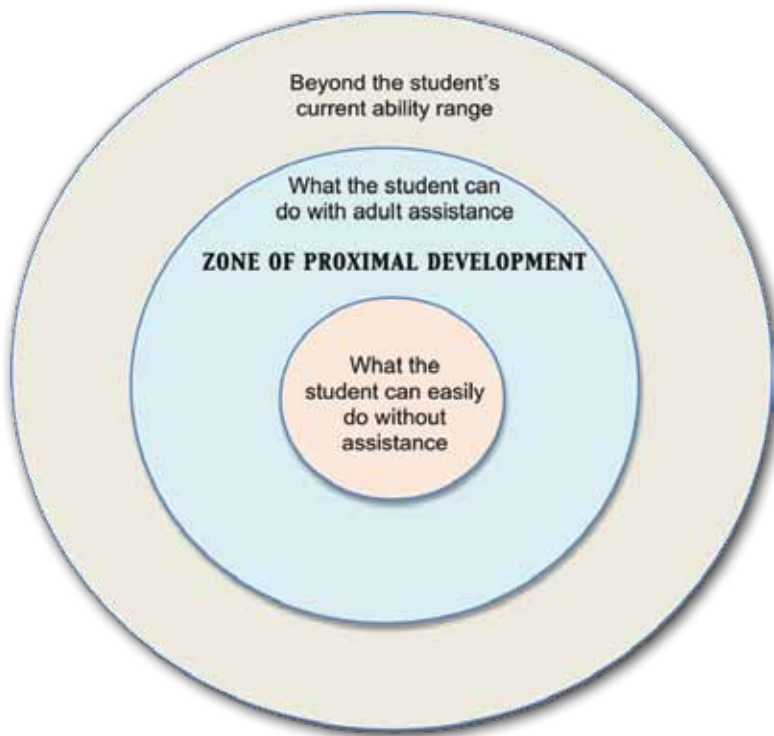 Beyond the student's
current ability range
What the student can
do with adult assistance
ZONE OF PROXIMAL DEVELOPMENT
What the
student can easily
do without
assistance